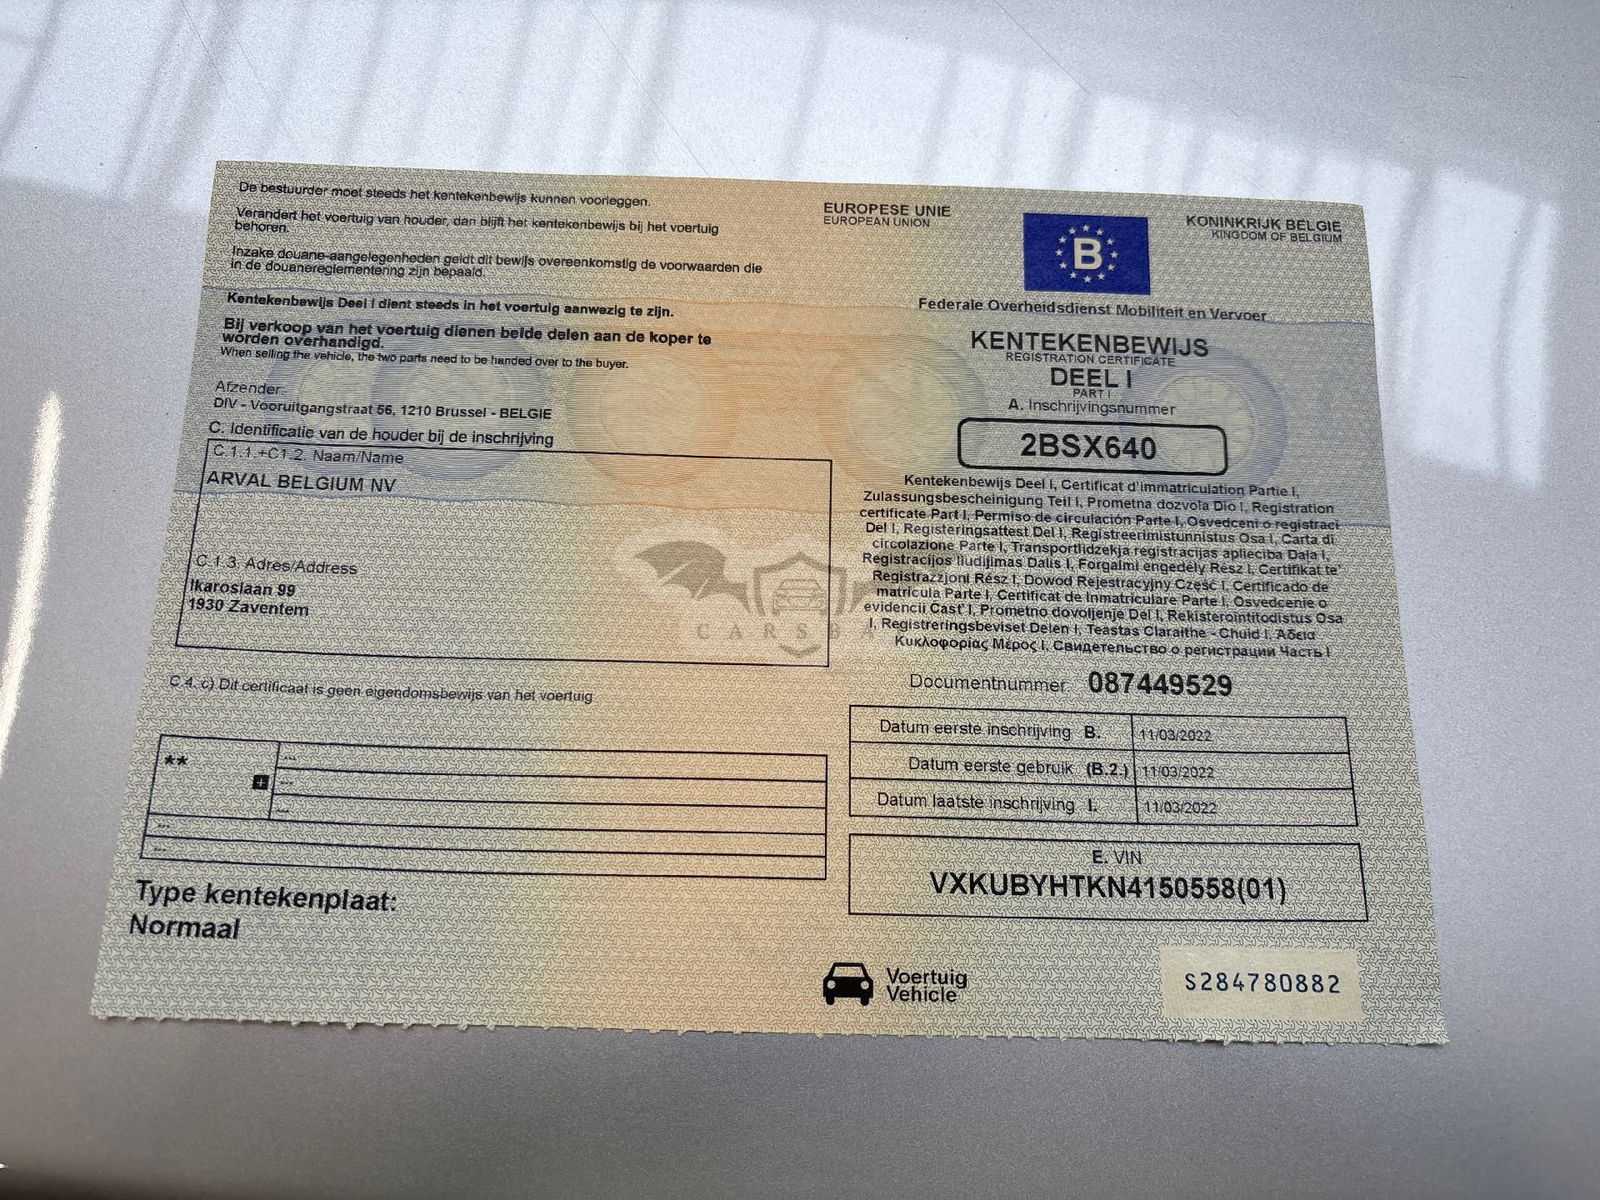 De bestuurder moet steeds het kentekenbewijs kunnen voorleggen.
Verandert het voertuig van houder, dan blijft het kentekenbewijs bij het voertuig
behoren.
Inzake douane-aangelegenheden geldt dit bewijs overeenkomstig de voorwaarden die
in de douanereglementering zijn bepaald.
Kentekenbewijs Deel I dient steeds in het voertuig aanwezig te zijn.
Bij verkoop van het voertuig dienen beide delen aan de koper te
worden overhandigd.
When selling the vehicle, the two parts need to be handed over to the buyer.
Afzender:
DIV - Vooruitgangstraat 56, 1210 Brussel - BELGIE
C. Identificatie van de houder bij de inschrijving
C.1.1.+C1.2. Naam/Name
ARVAL BELGIUM NV
C.1.3. Adres/Address
Ikaroslaan 99
1930 Zaventem
C.4. c) Dit certificaat is geen eigendomsbewijs van het voertuig
**
---
---
---
---
---
Type kentekenplaat:
Normaal
EUROPESE UNIE
EUROPEAN UNION
B
KONINKRIJK BELGIE
KINGDOM OF BELGIUM
Federale Overheidsdienst Mobiliteit en Vervoer
KENTEKENBEWIJS
REGISTRATION CERTIFICATE
DEEL I
PART I
A. Inschrijvingsnummer
2BSX640
Kentekenbewijs Deel I, Certificat d'immatriculation Partie I,
Zulassungsbescheinigung Teil I, Prometna dozvola Dio I, Registration
certificate Part I, Permiso de circulación Parte I, Osvedceni o registraci
Del I, Registeringsattest Del I, Registreerimistunnistus Osa I, Carta di
circolazione Parte I, Transportlidzekja registracijas aplieciba Dala I,
Registracijos liudijimas Dalis I, Forgalmi engedély Rész I, Certifikat te'
Registrazzjoni Rész I, Dowod Rejestracyjny Część I, Certificado de
matricula Parte I, Certificat de Inmatriculare Parte I, Osvedcenie o
evidencii Cast' I, Prometno dovoljenje Del I, Rekisterointitodistus Osa
I, Registreringsbeviset Delen I, Teastas Claraithe - Chuid I, Άδεια
Κυκλοφορίας Μέρος I, Свидетельство о регистрации Часть I
Documentnummer 087449529
Datum eerste inschrijving B. 11/03/2022
Datum eerste gebruik (B.2.) 11/03/2022
Datum laatste inschrijving I. 11/03/2022
E. VIN
VXKUBYHTKN4150558(01)
Voertuig
Vehicle
S284780882